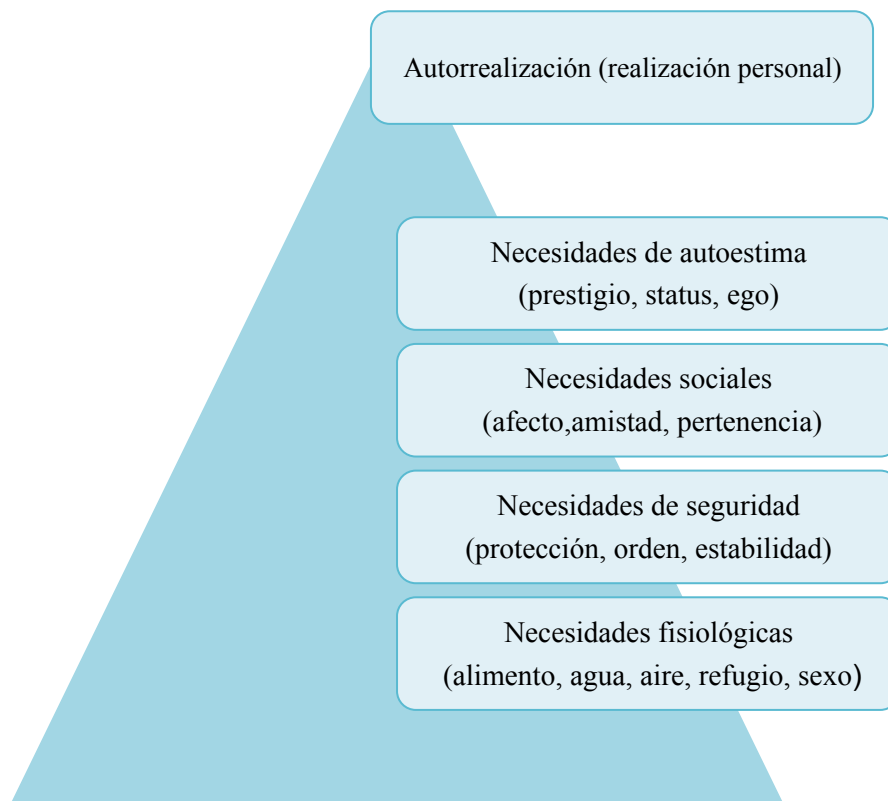 Autorrealización (realización personal)
Necesidades de autoestima
(prestigio, status, ego)
Necesidades sociales
(afecto,amistad, pertenencia)
Necesidades de seguridad
(protección, orden, estabilidad)
Necesidades fisiológicas
(alimento, agua, aire, refugio, sexo)